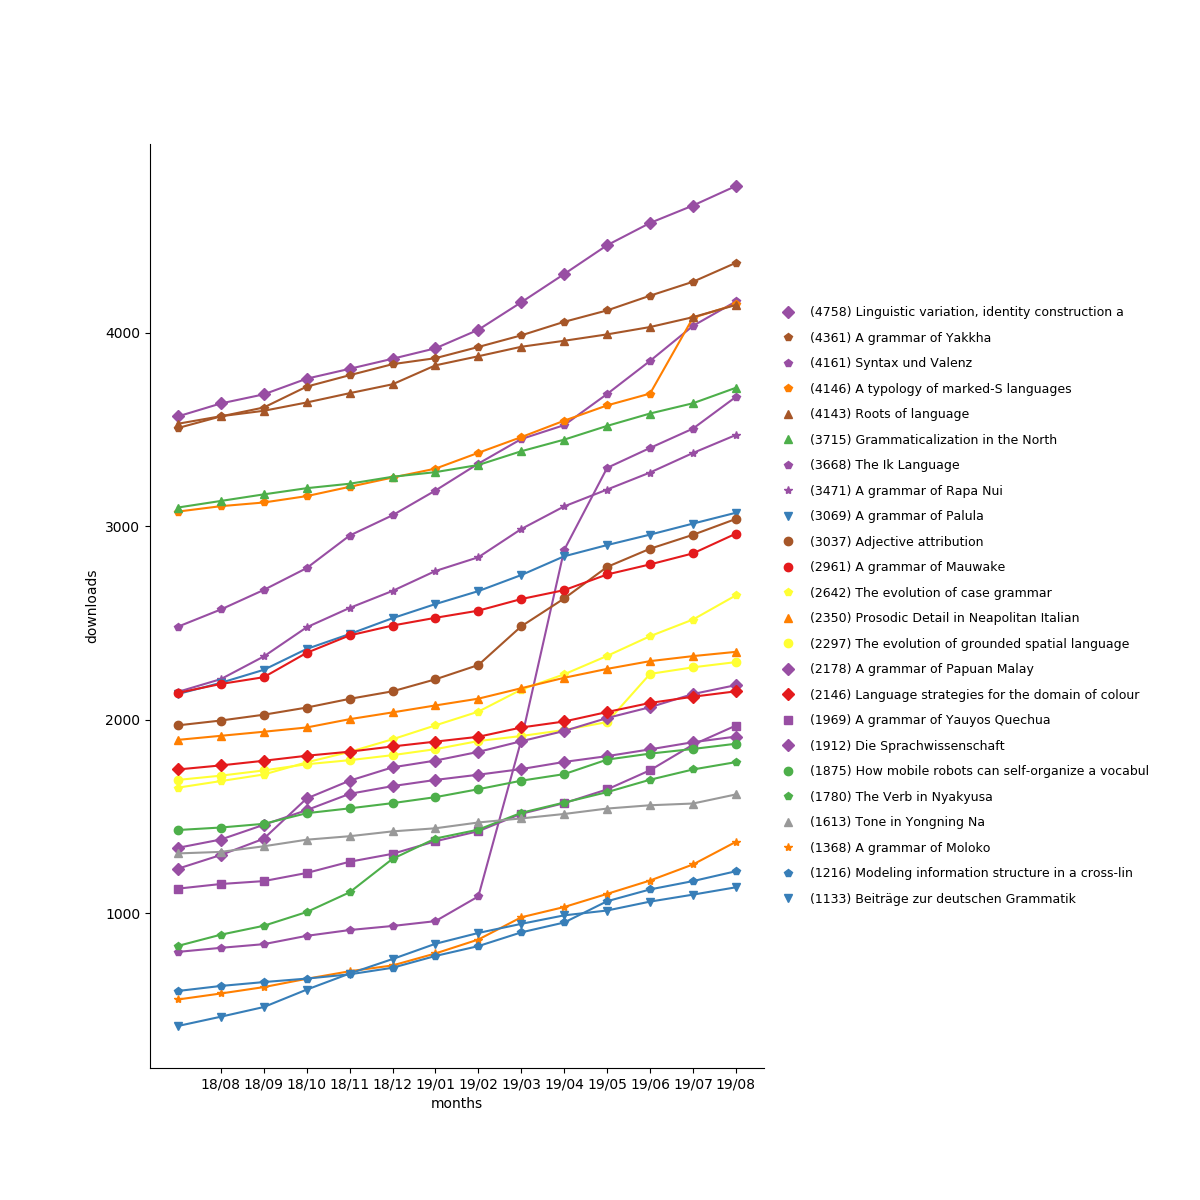 downloads
4000
3000
2000
1000
18/08 18/09 18/10 18/11 18/12 19/01 19/02 19/03 19/04 19/05 19/06 19/07 19/08
months
(4758) Linguistic variation, identity construction a
(4361) A grammar of Yakkha
(4161) Syntax und Valenz
(4146) A typology of marked-S languages
(4143) Roots of language
(3715) Grammaticalization in the North
(3668) The Ik Language
(3471) A grammar of Rapa Nui
(3069) A grammar of Palula
(3037) Adjective attribution
(2961) A grammar of Mauwake
(2642) The evolution of case grammar
(2350) Prosodic Detail in Neapolitan Italian
(2297) The evolution of grounded spatial language
(2178) A grammar of Papuan Malay
(2146) Language strategies for the domain of colour
(1969) A grammar of Yauyos Quechua
(1912) Die Sprachwissenschaft
(1875) How mobile robots can self-organize a vocabul
(1780) The Verb in Nyakyusa
(1613) Tone in Yongning Na
(1368) A grammar of Moloko
(1216) Modeling information structure in a cross-lin
(1133) Beiträge zur deutschen Grammatik